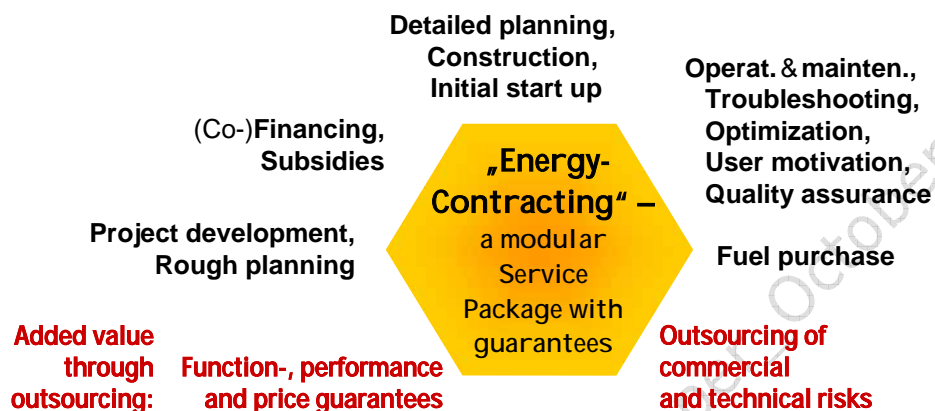 Detailed planning,
Construction,
Initial start up
Operat. & mainten.,
Troubleshooting,
Optimization,
User motivation,
Quality assurance
(Co-)Financing,
Subsidies
„Energy-
Contracting“ –
a modular
Service
Package with
guarantees
Project development,
Rough planning
Fuel purchase
Added value
through
outsourcing:
Function-, performance
and price guarantees
Outsourcing of
commercial
and technical risks
October